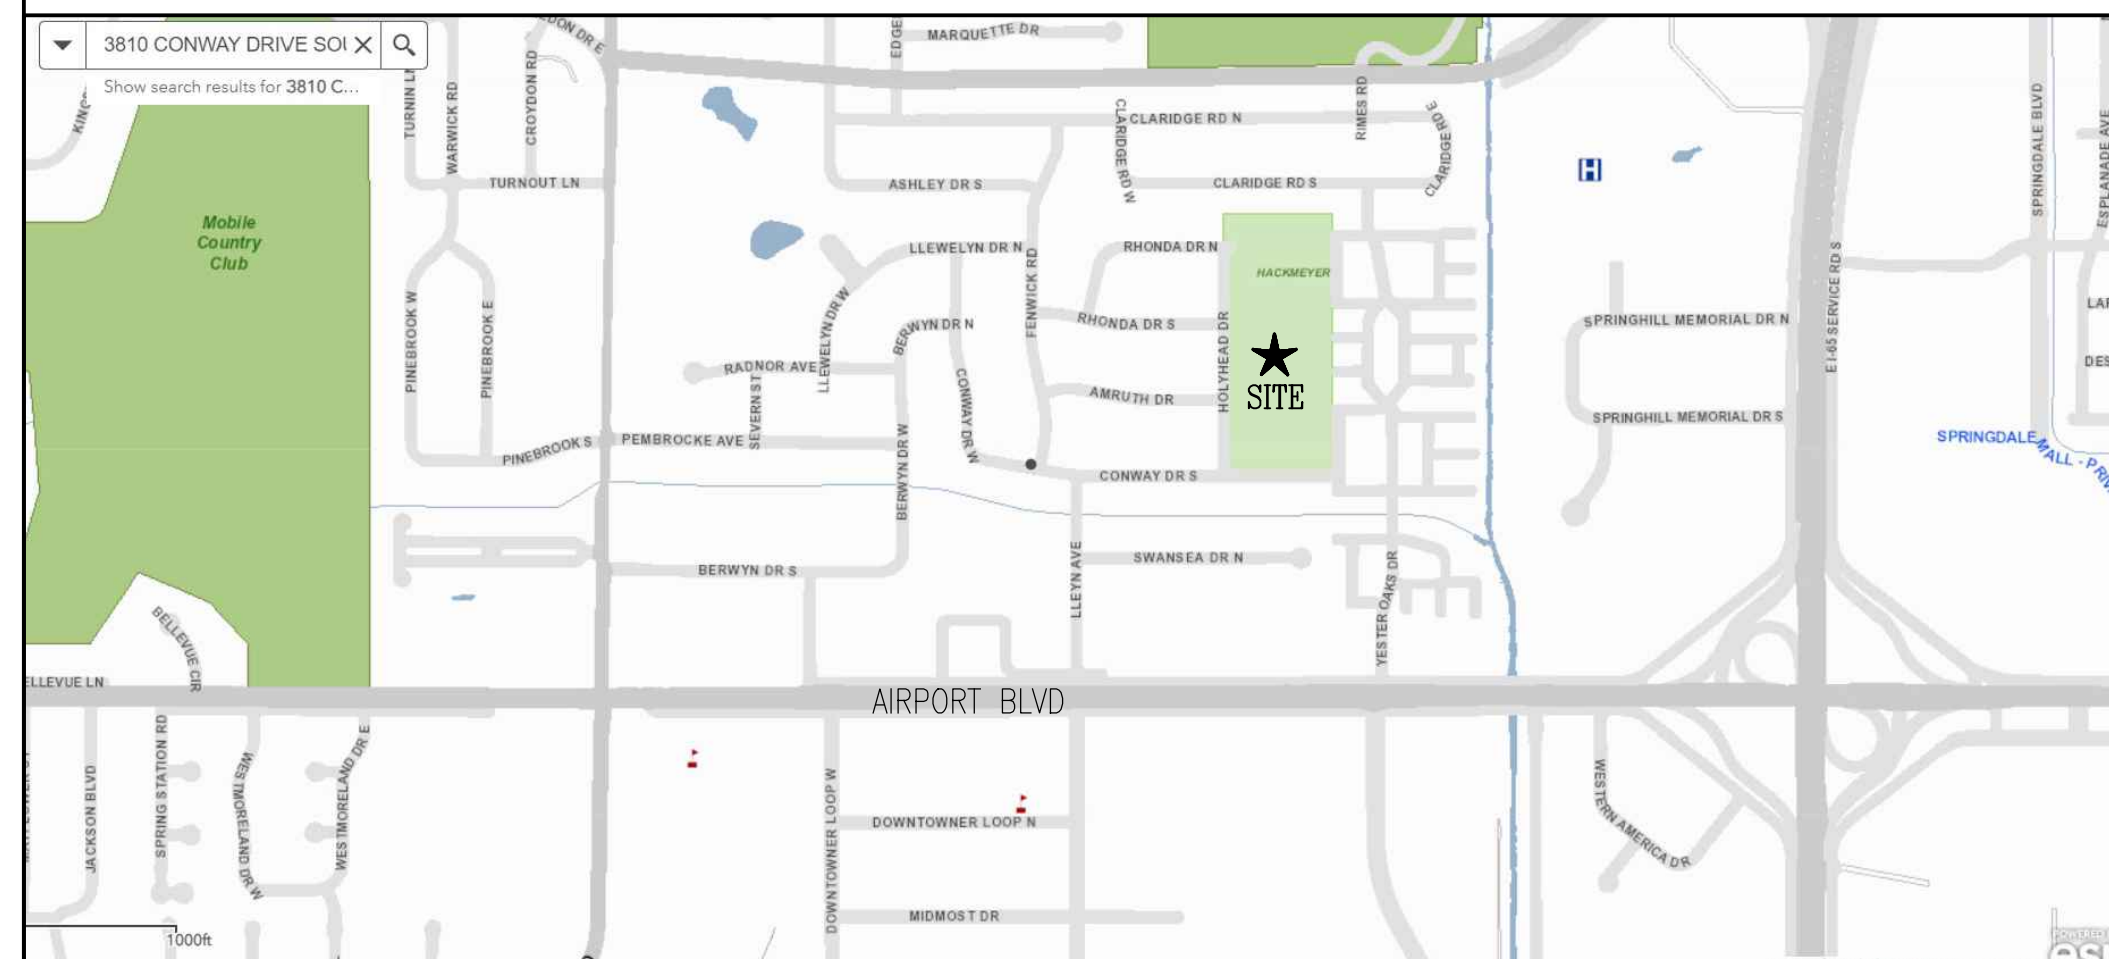 3810 CONWAY DRIVE SOU
Show search results for 3810 C...
EDGE
MARQUETTE DR
TURNIN LN
WARWICK RD
CROYDON RD
CLARIDGE RD W
CLARIDGE RD N
RIMES RD
CLARIDGE RD E
SPRINGDALE BLVD
ESPLANADE AVE
H
TURNOUT LN
ASHLEY DR S
CLARIDGE RD S
Mobile
Country
Club
LLEWELYN DR N
FENWICK RD
RHONDA DR N
HACKMEYER
E I-65 SERVICE RD S
PINEBROOK W
PINEBROOK E
LLEWELYN DR W
BERWYN DR N
RHONDA DR S
HOLYHEAD DR
SPRINGHILL MEMORIAL DR N
RADNOR AVE
SEVERN ST
CONWAY DR W
AMRUTH DR
SITE
SPRINGHILL MEMORIAL DR S
PINEBROOK S
PEMBROCKE AVE
BERWYN DR W
CONWAY DR S
SPRINGDALE MALL - PRIV
BERWYN DR S
LLEYN AVE
SWANSEA DR N
YESTER OAKS DR
BELLEVUE CIR
ELLEVUE LN
AIRPORT BLVD
JACKSON BLVD
SPRING STATION RD
WESTMORELAND DR W
WESTMORELAND DR E
DOWNTOWNER LOOP W
DOWNTOWNER LOOP N
WESTERN AMERICA DR
MIDMOST DR
1000ft
POWERED